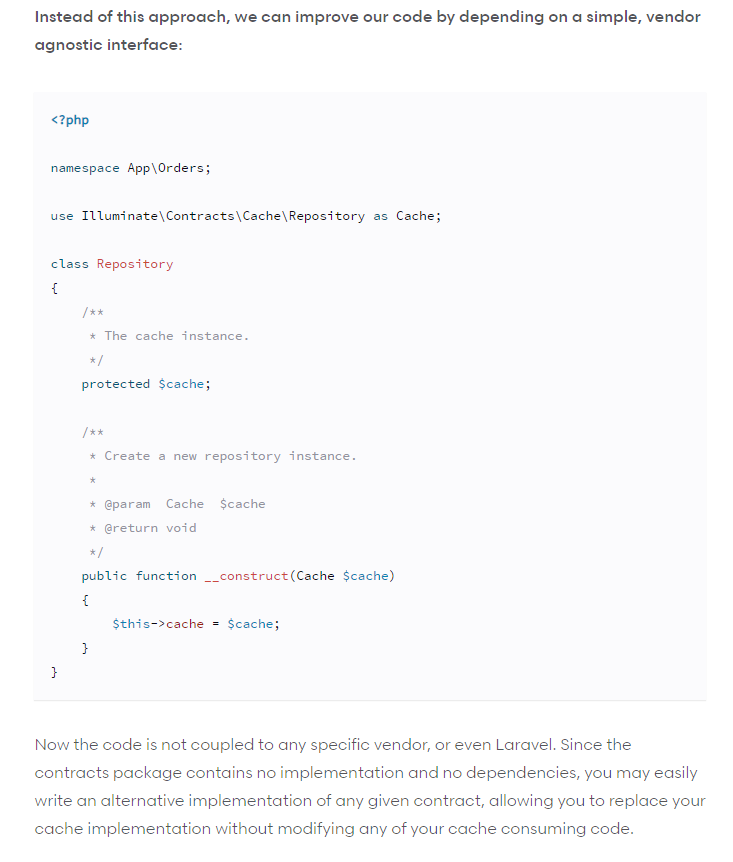 Instead of this approach, we can improve our code by depending on a simple, vendor
agnostic interface:
<?php
namespace App\Orders;
use Illuminate\Contracts\Cache\Repository as Cache;
class Repository
{
    /**
     * The cache instance.
     */
    protected $cache;
    /**
     * Create a new repository instance.
     *
     * @param  Cache  $cache
     * @return void
     */
    public function __construct(Cache $cache)
    {
        $this->cache = $cache;
    }
}
Now the code is not coupled to any specific vendor, or even Laravel. Since the
contracts package contains no implementation and no dependencies, you may easily
write an alternative implementation of any given contract, allowing you to replace your
cache implementation without modifying any of your cache consuming code.